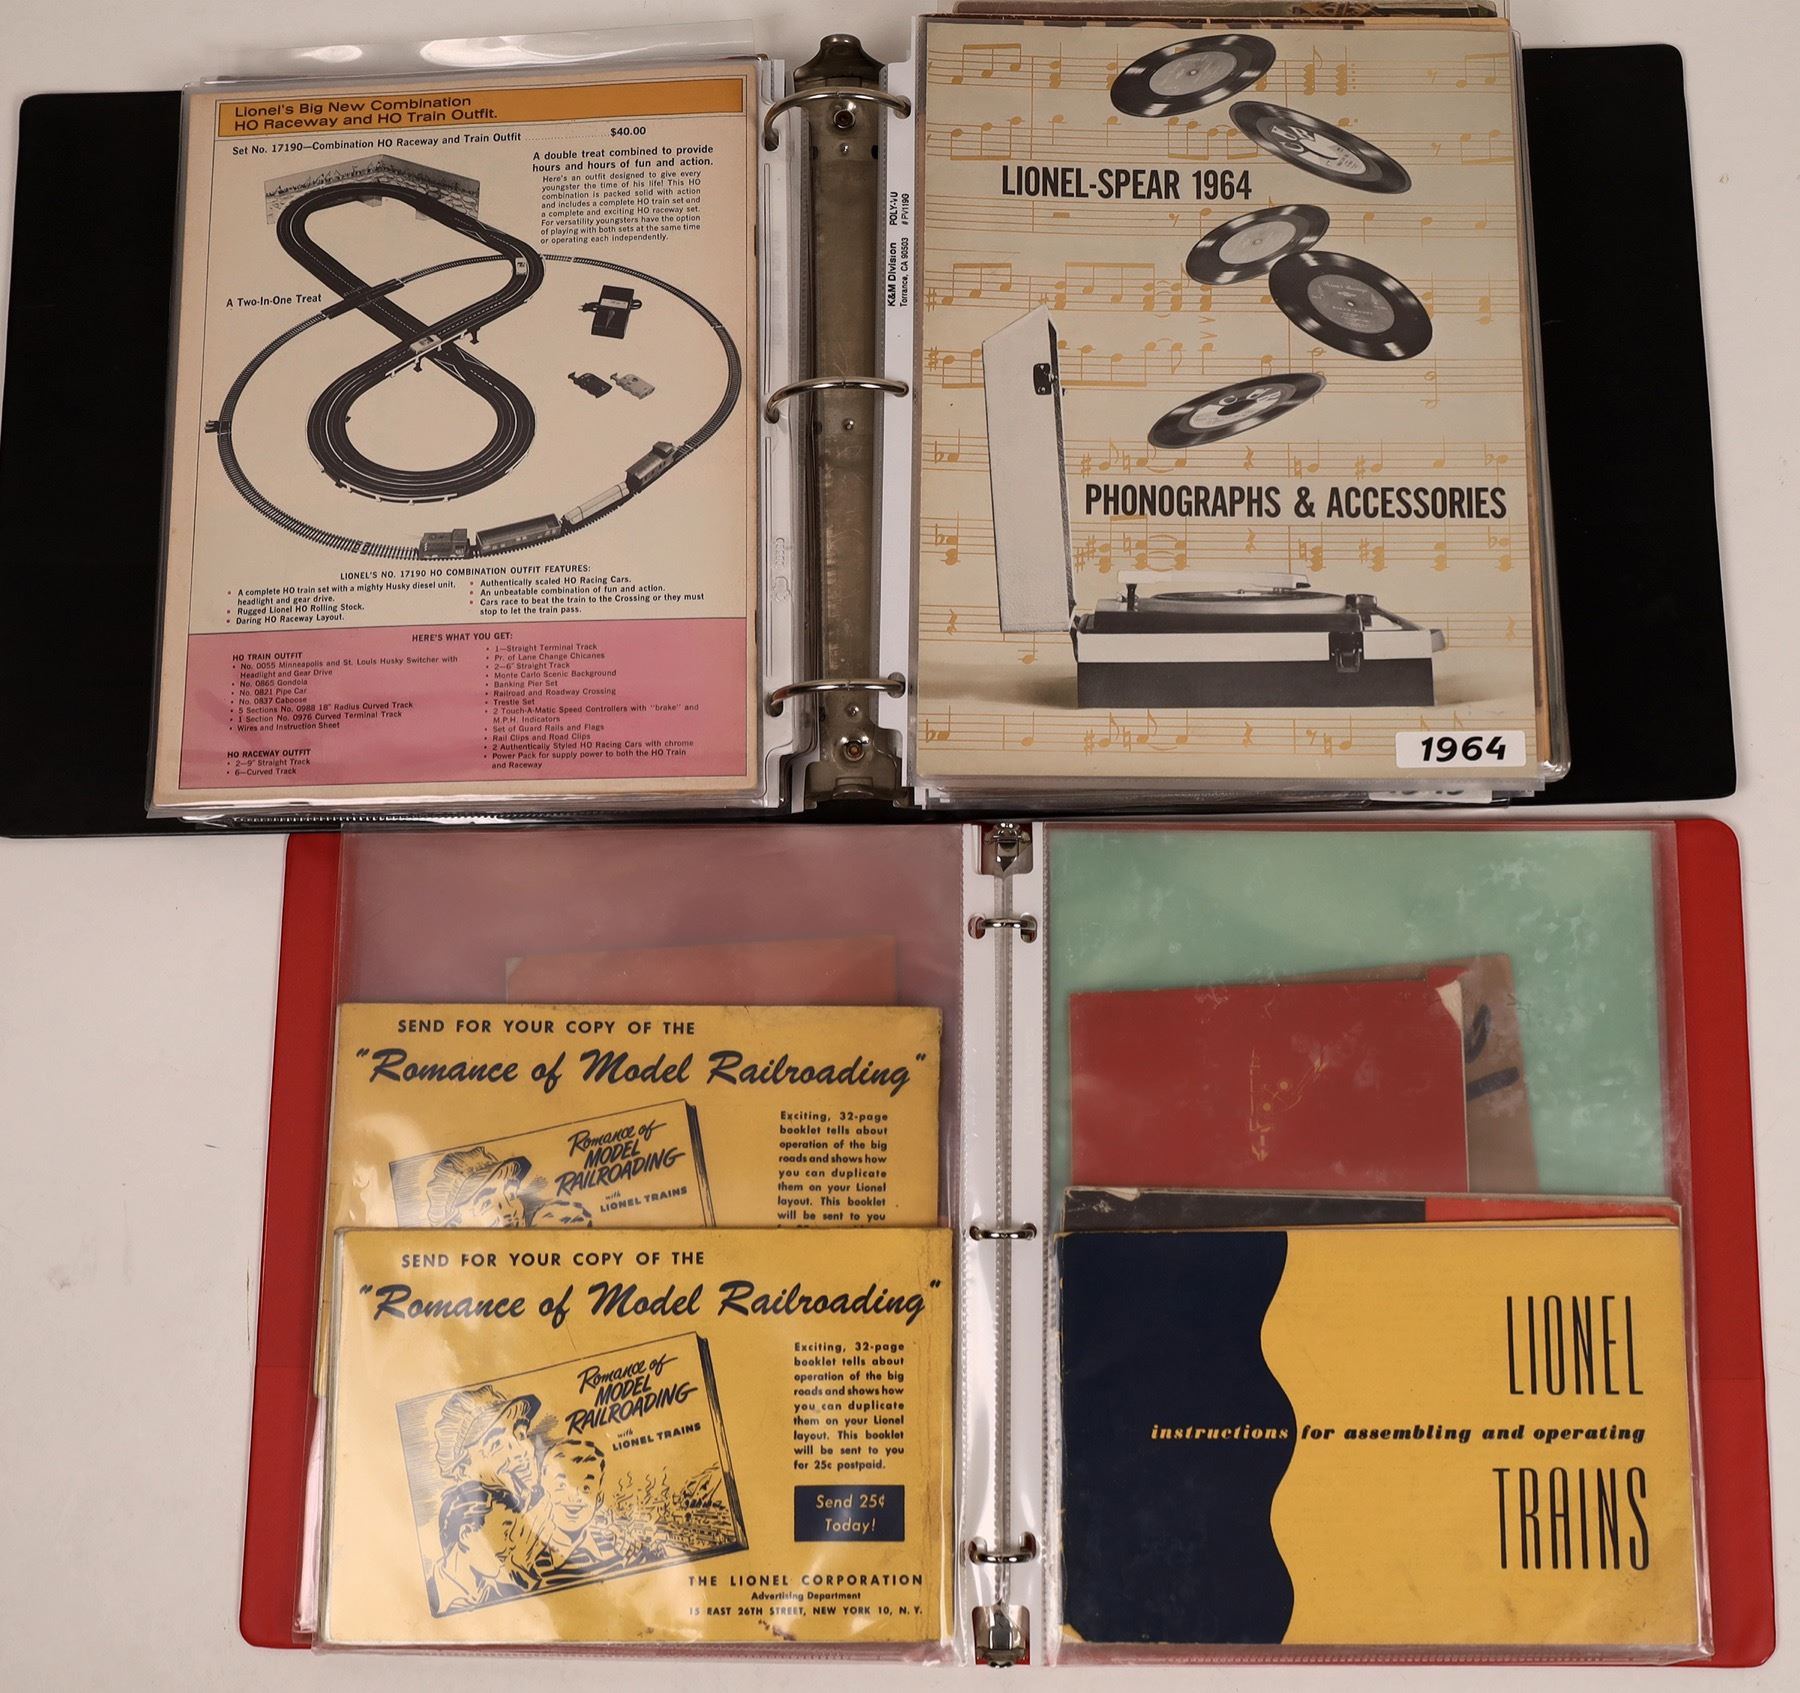 Lionel's Big New Combination
HO Raceway and HO Train Outfit.
Set No. 17190—Combination HO Raceway and Train Outfit ........................ $40.00
A double treat combined to provide
hours and hours of fun and action.
Here's an outfit designed to give every
youngster the time of his life! This HO
combination is packed solid with action
and includes a complete HO train set and
a complete and exciting HO raceway set.
For versatility youngsters have the option
of playing with both sets at the same time
or operating each independently.
A Two-In-One Treat
LIONEL'S NO. 17190 HO COMBINATION OUTFIT FEATURES:
• A complete HO train set with a mighty Husky diesel unit,
headlight and gear drive.
• Rugged Lionel HO Rolling Stock.
• Daring HO Raceway Layout.
• Authentically scaled HO Racing Cars.
• An unbeatable combination of fun and action.
• Cars race to beat the train to the Crossing or they must
stop to let the train pass.
HERE'S WHAT YOU GET:
HO TRAIN OUTFIT
• No. 0055 Minneapolis and St. Louis Husky Switcher with
Headlight and Gear Drive
• No. 0865 Gondola
• No. 0821 Pipe Car
• No. 0837 Caboose
• 5 Sections No. 0988 18" Radius Curved Track
• 1 Section No. 0976 Curved Terminal Track
• Wires and Instruction Sheet
HO RACEWAY OUTFIT
• 2—9" Straight Track
• 6—Curved Track
• 1—Straight Terminal Track
• Pr. of Lane Change Chicanes
• 2—6" Straight Track
• Monte Carlo Scenic Background
• Banking Pier Set
• Railroad and Roadway Crossing
• Trestle Set
• 2 Touch-A-Matic Speed Controllers with "brake" and
M.P.H. Indicators
• Set of Guard Rails and Flags
• Rail Clips and Road Clips
• 2 Authentically Styled HO Racing Cars with chrome
• Power Pack for supply power to both the HO Train
and Raceway
K&M Division POLY-VU
Torrance, CA 90503 # PV119G
LIONEL-SPEAR 1964
PHONOGRAPHS & ACCESSORIES
1964
SEND FOR YOUR COPY OF THE
"Romance of Model Railroading"
Romance of
MODEL
RAILROADING
with
LIONEL TRAINS
Exciting, 32-page
booklet tells about
operation of the big
roads and shows how
you can duplicate
them on your Lionel
layout. This booklet
will be sent to you
SEND FOR YOUR COPY OF THE
"Romance of Model Railroading"
Romance of
MODEL
RAILROADING
with
LIONEL TRAINS
Exciting, 32-page
booklet tells about
operation of the big
roads and shows how
you can duplicate
them on your Lionel
layout. This booklet
will be sent to you
for 25c postpaid.
Send 25¢
Today!
THE LIONEL CORPORATION
Advertising Department
15 EAST 26TH STREET, NEW YORK 10, N. Y.
LIONEL
instructions for assembling and operating
TRAINS